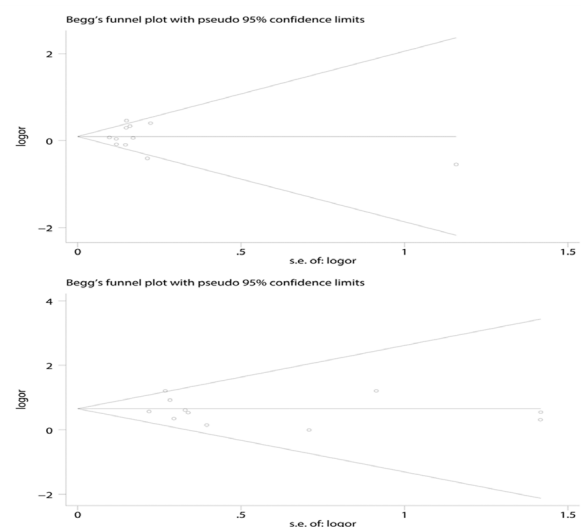 Begg's funnel plot with pseudo 95% confidence limits
2
0
−2
logor
0 .5 1 1.5
s.e. of: logor
Begg's funnel plot with pseudo 95% confidence limits
4
2
0
−2
logor
0 .5 1 1.5
s.e. of: logor